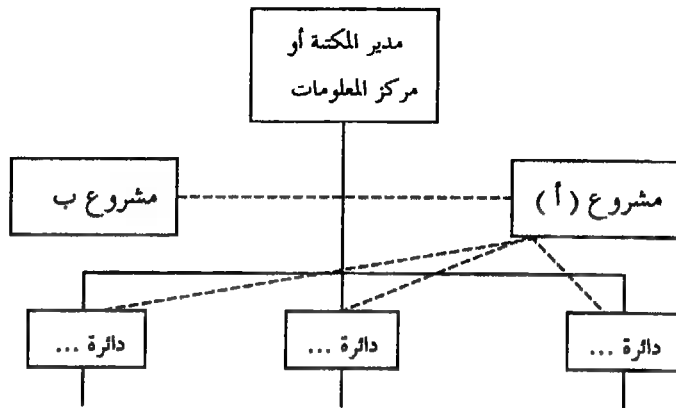 مدير المكتبة أو
مركز المعلومات
مشروع (أ)
مشروع ب
دائرة ...
دائرة ...
دائرة ...